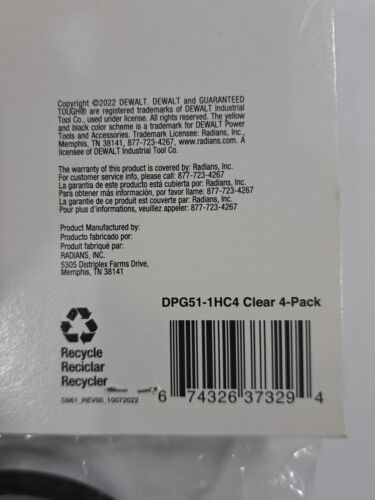 Copyright ©2022 DEWALT. DEWALT and GUARANTEED
TOUGH® are registered trademarks of DEWALT Industrial
Tool Co., used under license. All rights reserved. The yellow
and black color scheme is a trademark for DEWALT Power
Tools and Accessories. Trademark Licensee: Radians, Inc.,
Memphis, TN 38141, 877-723-4267, www.radians.com. A
licensee of DEWALT Industrial Tool Co.
The warranty of this product is covered by: Radians, Inc.
For customer service info, please call: 877-723-4267
La garantia de este producto está cubierta por: Radians, Inc.
Para obtener más información, por favor llame: 877-723-4267
La garantie de ce produit est couverte par: Radians, Inc.
Pour plus d'informations, veuillez appeler: 877-723-4267
Product Manufactured by:
Producto fabricado por:
Produit fabriqué par:
RADIANS, INC.
5305 Distriplex Farms Drive,
Memphis, TN 38141
DPG51-1HC4 Clear 4-Pack
Recycle
Reciclar
Recycler
D961_REV00_10072022
6 74326 37329 4